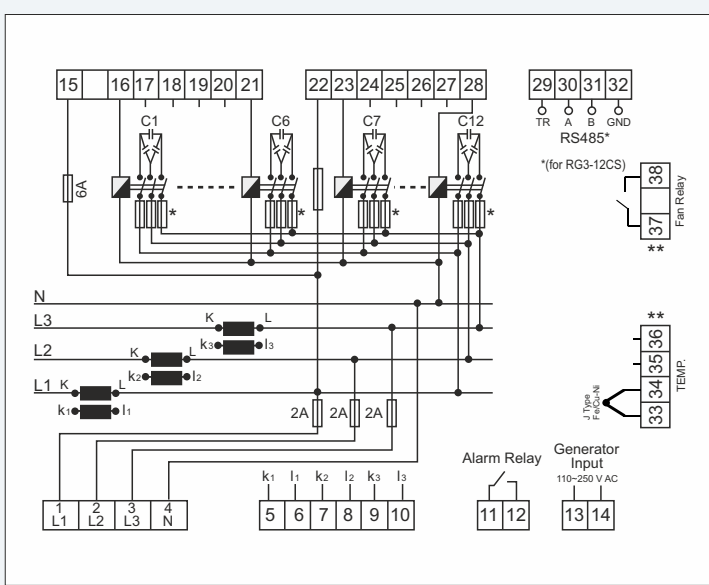 15 16 17 18 19 20 21
22 23 24 25 26 27 28
29 30 31 32
TR A B GND
RS485*
C1 C6 C7 C12
*(for RG3-12CS)
6A
* * * *
38
37
Fan Relay
**
N
L3 K L
k3 l3
L2 K L
k2 l2
L1 K L
k1 l1
2A 2A 2A
**
36
35
34
33
TEMP.
J Type
Fe/Cu-Ni
Alarm Relay
11 12
Generator
Input
110~250 V AC
13 14
k1 l1 k2 l2 k3 l3
5 6 7 8 9 10
1 2 3 4
L1 L2 L3 N